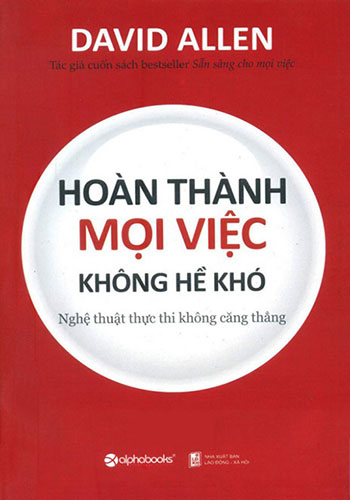 DAVID ALLEN
Tác giả cuốn sách bestseller Sẵn sàng cho mọi việc
HOÀN THÀNH
MỌI VIỆC
KHÔNG HỀ KHÓ
Nghệ thuật thực thi không căng thẳng
alphabooks®
NHÀ XUẤT BẢN
LAO ĐỘNG - XÃ HỘI